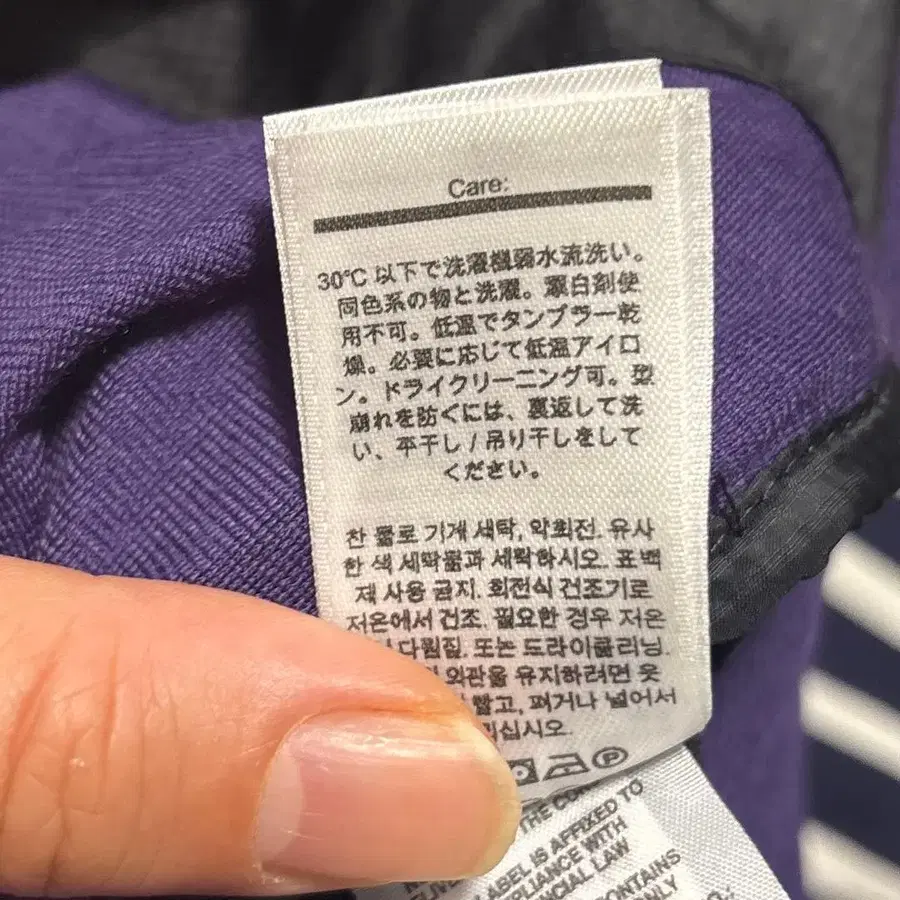 Care:
30℃ 以下で洗濯機弱水流洗い。
同色系の物と洗濯。漂白剤使
用不可。低温でタンブラー乾
燥。必要に応じて低温アイロ
ン。ドライクリーニング可。型
崩れを防ぐには、裏返して洗
い、平干し / 吊り干しをして
ください。
찬 물로 기계 세탁, 약회전. 유사
한 색 세탁물과 세탁하시오. 표백
제 사용 금지. 회전식 건조기로
저온에서 건조. 필요한 경우 저온
다림질. 또는 드라이클리닝.
외관을 유지하려면 옷
빨고, 펴거나 널어서
십시오.
P
THE
LABEL IS AFFIXED TO
PLIANCE WITH
LAW
CONTAINS
ONLY